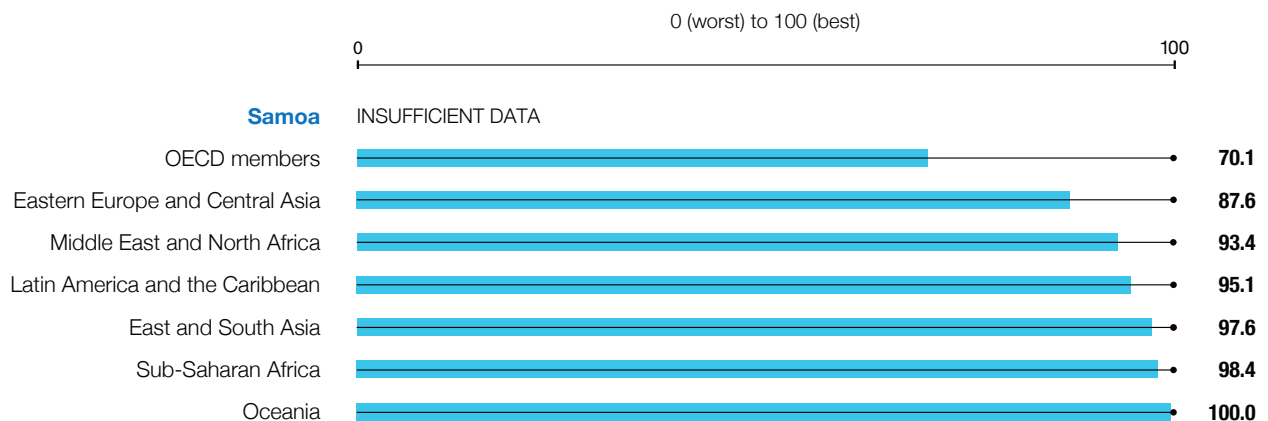 0 (worst) to 100 (best)
0 100
Samoa INSUFFICIENT DATA
OECD members 70.1
Eastern Europe and Central Asia 87.6
Middle East and North Africa 93.4
Latin America and the Caribbean 95.1
East and South Asia 97.6
Sub-Saharan Africa 98.4
Oceania 100.0